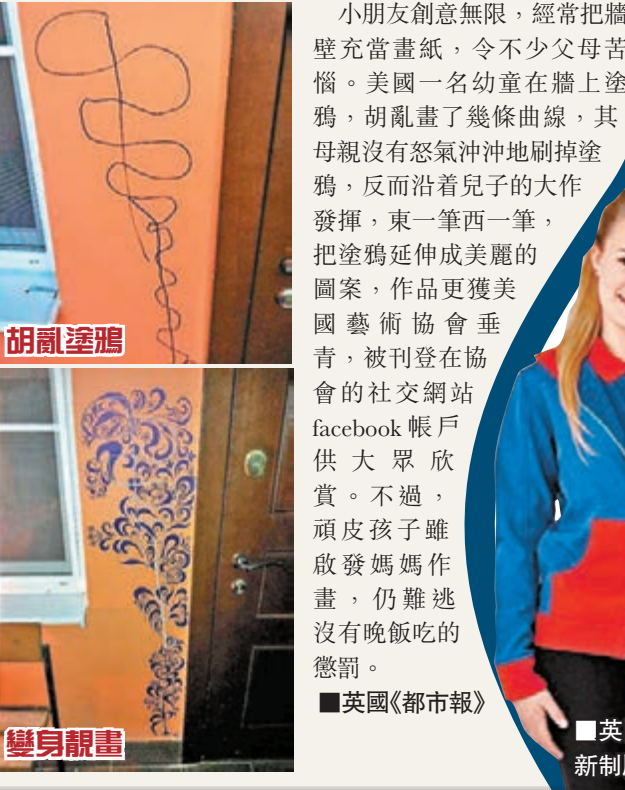 小朋友創意無限，經常把牆
壁充當畫紙，令不少父母苦
惱。美國一名幼童在牆上塗
鴉，胡亂畫了幾條曲線，其
母親沒有怒氣沖沖地刷掉塗
鴉，反而沿着兒子的大作
發揮，東一筆西一筆，
把塗鴉延伸成美麗的
圖案，作品更獲美
國藝術協會垂
青，被刊登在協
會的社交網站
facebook 帳戶
供大眾欣
賞。不過，
頑皮孩子雖
啟發媽媽作
畫，仍難逃
沒有晚飯吃的
懲罰。
■英國《都市報》
胡亂塗鴉
變身靚畫
■英
新制